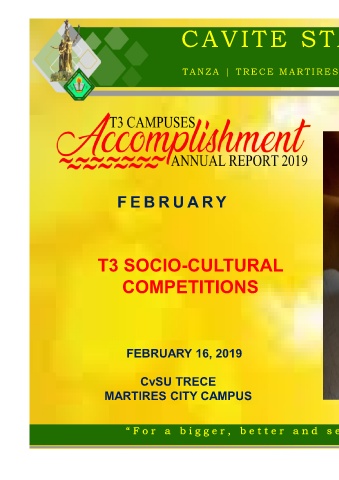 CAVITE ST
TANZA | TRECE MARTIRES
T3 CAMPUSES
Accomplishment
ANNUAL REPORT 2019
FEBRUARY
T3 SOCIO-CULTURAL
COMPETITIONS
FEBRUARY 16, 2019
CvSU TRECE
MARTIRES CITY CAMPUS
"For a bigger, better and se